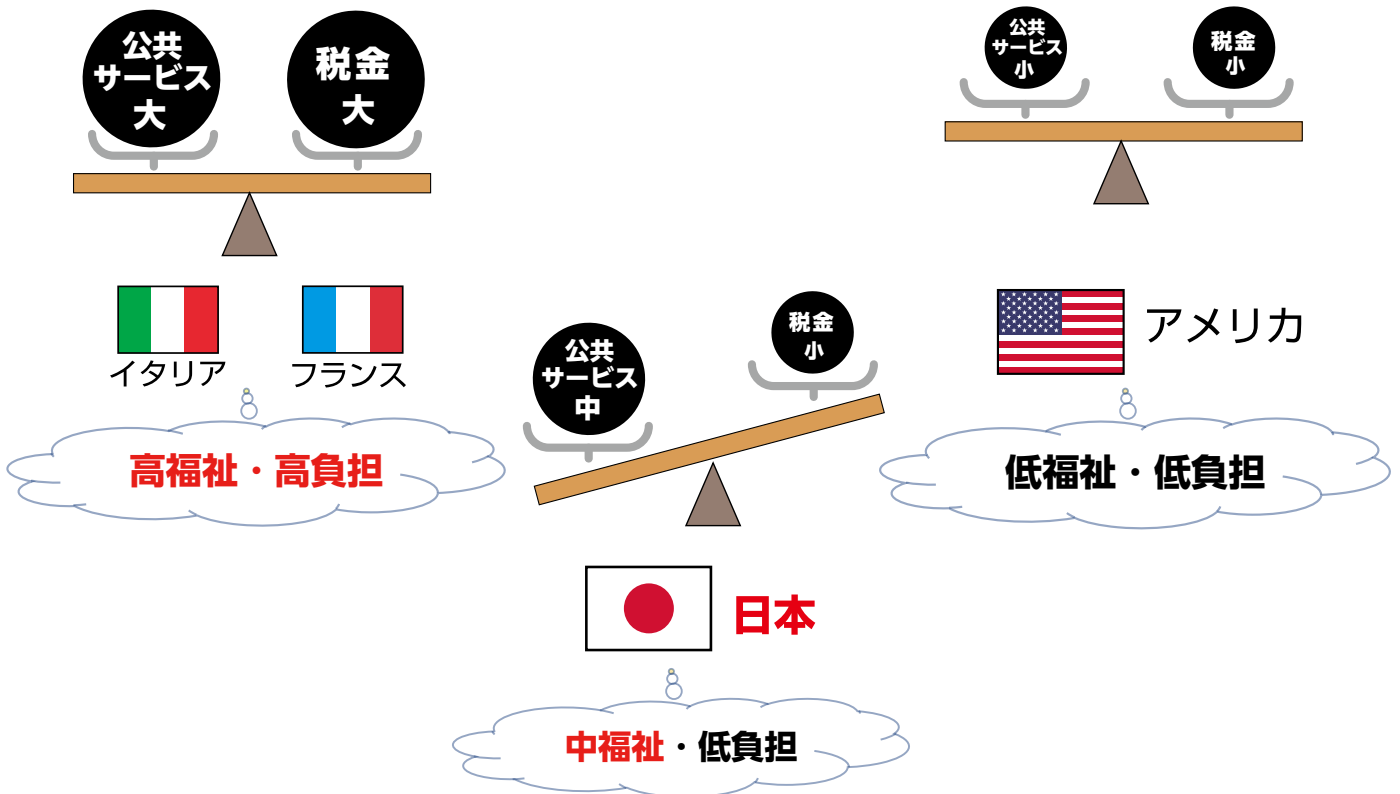 公共
サービス
大
税金
大
イタリア
フランス
高福祉・高負担
公共
サービス
中
税金
小
日本
中福祉・低負担
公共
サービス
小
税金
小
アメリカ
低福祉・低負担